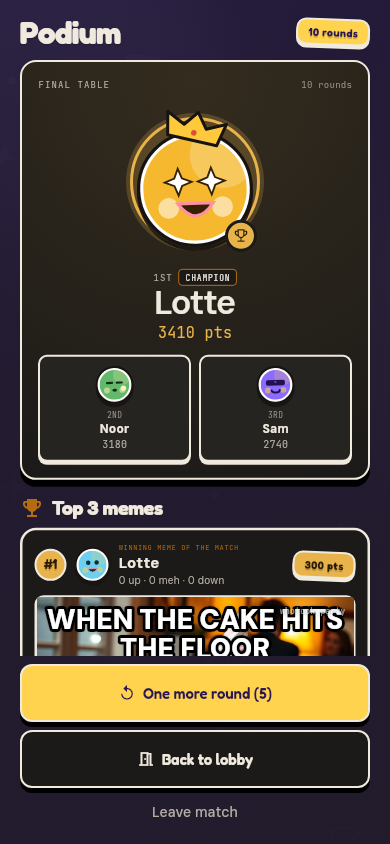 Podium
10 rounds
FINAL TABLE
10 rounds
1ST CHAMPION
Lotte
3410 pts
2ND
Noor
3180
3RD
Sam
2740
Top 3 memes
#1
WINNING MEME OF THE MATCH
Lotte
0 up · 0 meh · 0 down
300 pts
WHEN THE CAKE HITS
THE FLOOR
One more round (5)
Back to lobby
Leave match